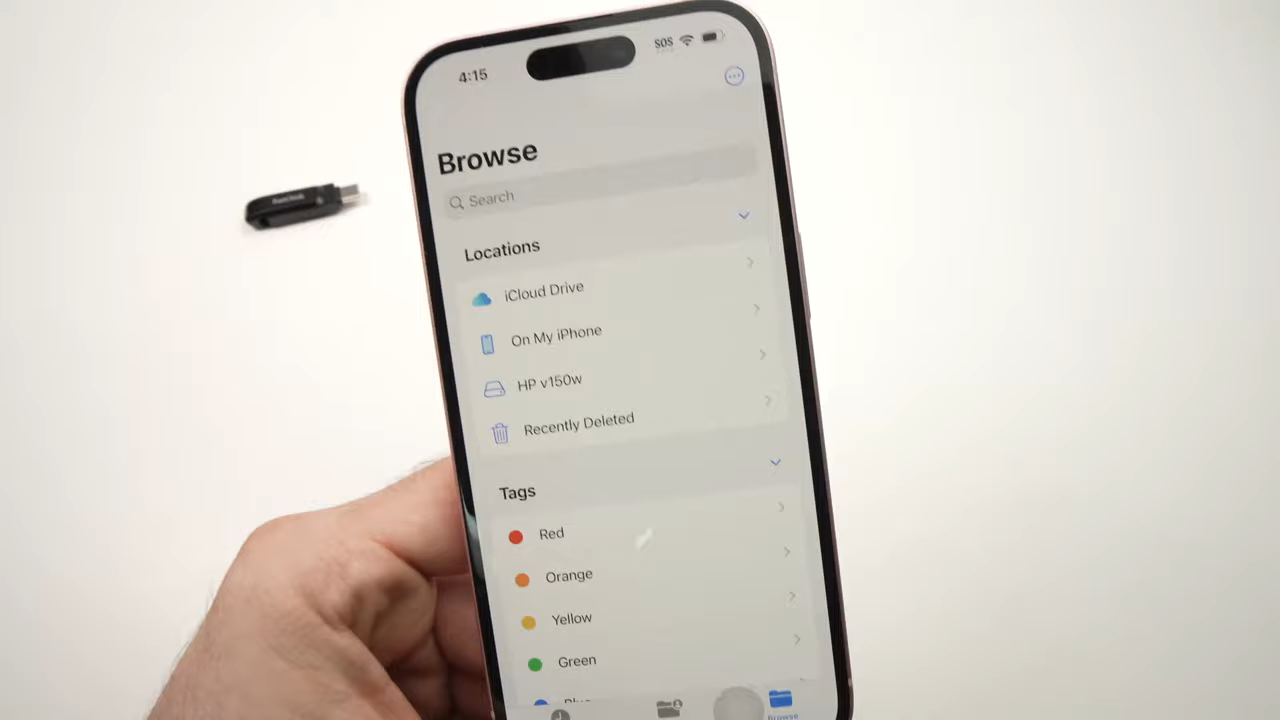 4:15
SOS
Browse
Search
Locations
iCloud Drive
On My iPhone
HP v150w
Recently Deleted
Tags
Red
Orange
Yellow
Green
Browse